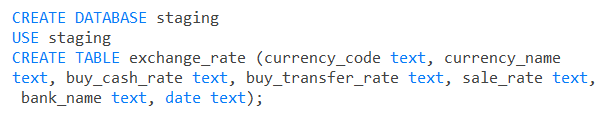 CREATE DATABASE staging
USE staging
CREATE TABLE exchange_rate (currency_code text, currency_name
text, buy_cash_rate text, buy_transfer_rate text, sale_rate text,
bank_name text, date text);